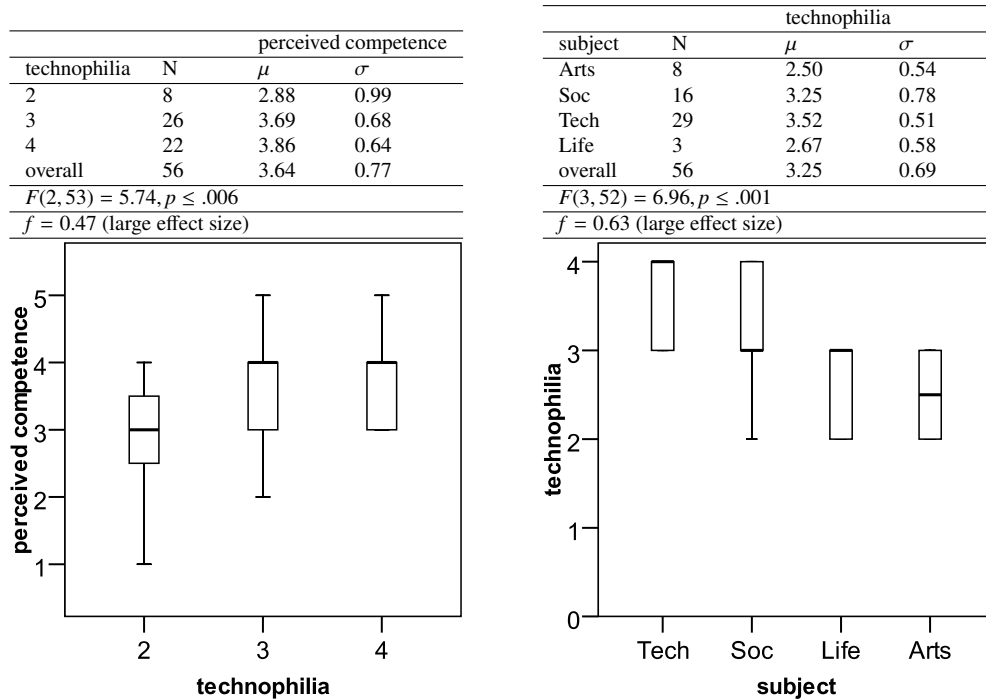 perceived competence
technophilia N μ σ
2 8 2.88 0.99
3 26 3.69 0.68
4 22 3.86 0.64
overall 56 3.64 0.77
F(2, 53) = 5.74, p ≤ .006
f = 0.47 (large effect size)
5
4
3
2
1
perceived competence
2 3 4
technophilia
technophilia
subject N μ σ
Arts 8 2.50 0.54
Soc 16 3.25 0.78
Tech 29 3.52 0.51
Life 3 2.67 0.58
overall 56 3.25 0.69
F(3, 52) = 6.96, p ≤ .001
f = 0.63 (large effect size)
4
3
2
1
0
technophilia
Tech Soc Life Arts
subject